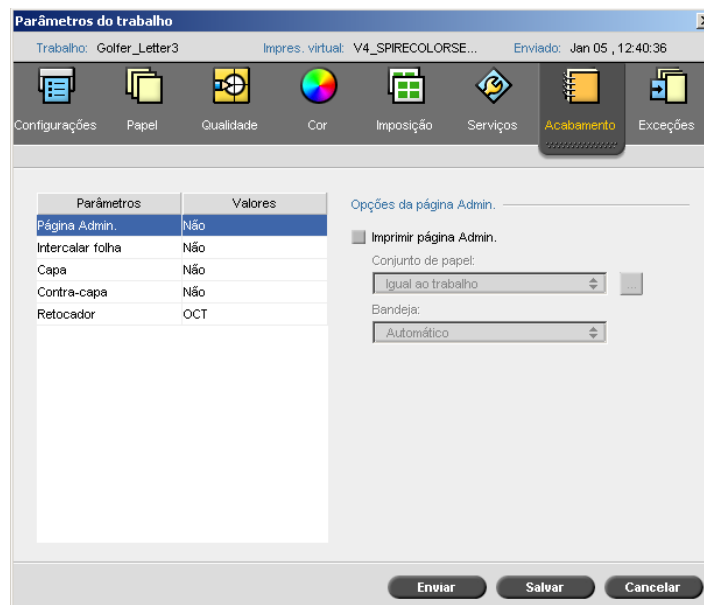 Parâmetros do trabalho
Trabalho: Golfer_Letter3 Impres. virtual: V4_SPIRECOLORSE... Enviado: Jan 05 , 12:40:36
Configurações Papel Qualidade Cor Imposição Serviços Acabamento Exceções
Parâmetros Valores
Página Admin. Não
Intercalar folha Não
Capa Não
Contra-capa Não
Retocador OCT
Opções da página Admin.
Imprimir página Admin.
Conjunto de papel:
Igual ao trabalho
...
Bandeja:
Automático
Enviar Salvar Cancelar